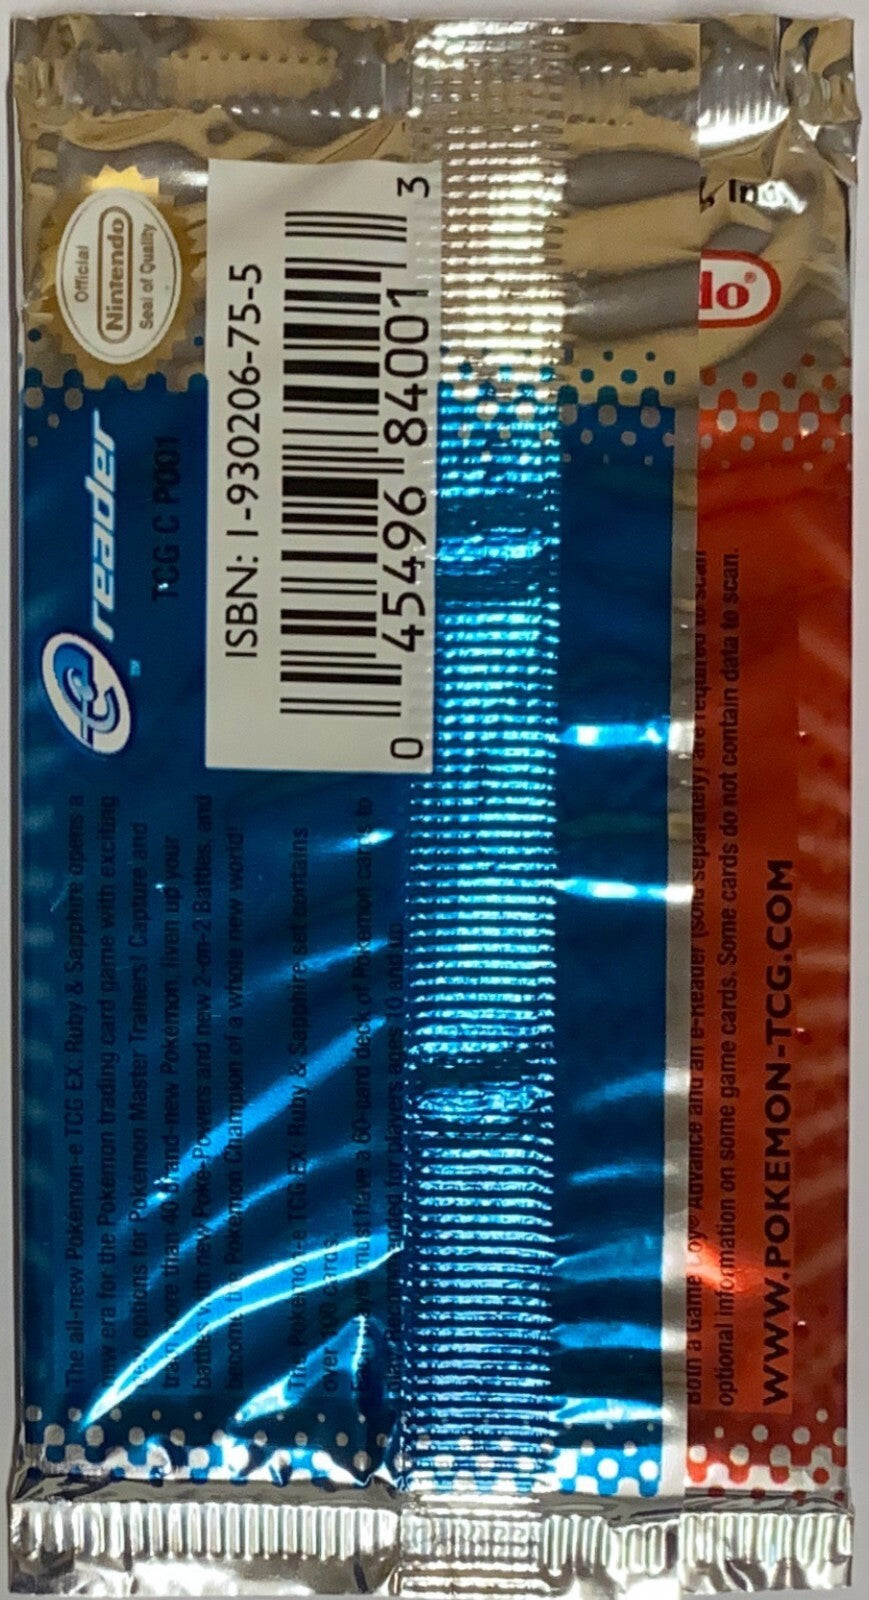 Official
Nintendo
Seal of Quality
reader™
TCG C P001
ISBN: 1-930206-75-5
0 45496 84001 3
The all-new Pokémon-e TCG EX Ruby & Sapphire opens a
new era for the Pokémon trading card game with exciting
options for Pokémon Master Trainers! Capture and
train more than 40 brand-new Pokémon, liven up your
battles with new Poké-Powers and new 2-on-2 Battles, and
become the Pokémon Champion of a whole new world!
The Pokémon-e TCG EX Ruby & Sapphire set contains
over 100 cards.
must have a 60-card deck of Pokémon cards to
for players ages 10 and up
, Inc
do®
Both a Game Boy® Advance and an e-Reader (sold separately) are required to scan
optional information on some game cards. Some cards do not contain data to scan.
WWW.POKEMON-TCG.COM